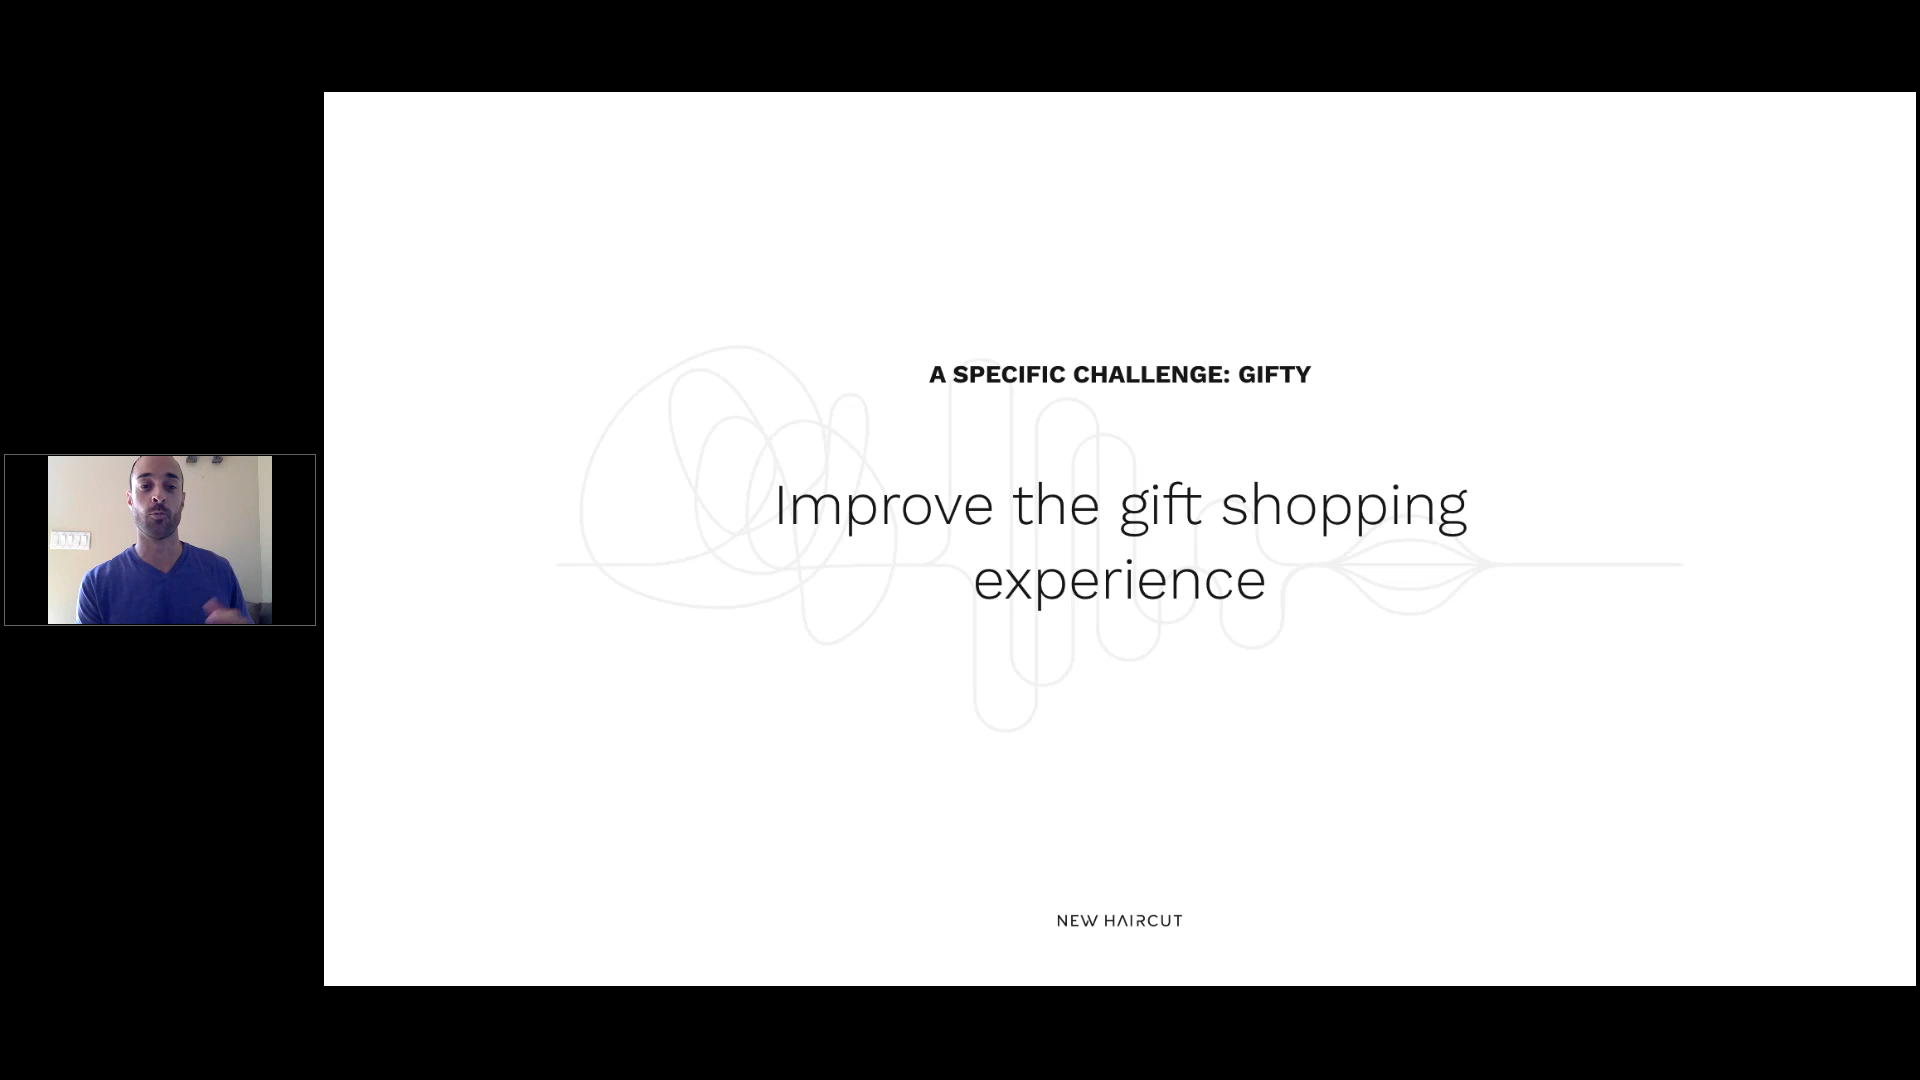 A SPECIFIC CHALLENGE: GIFTY
Improve the gift shopping
experience
NEW HAIRCUT